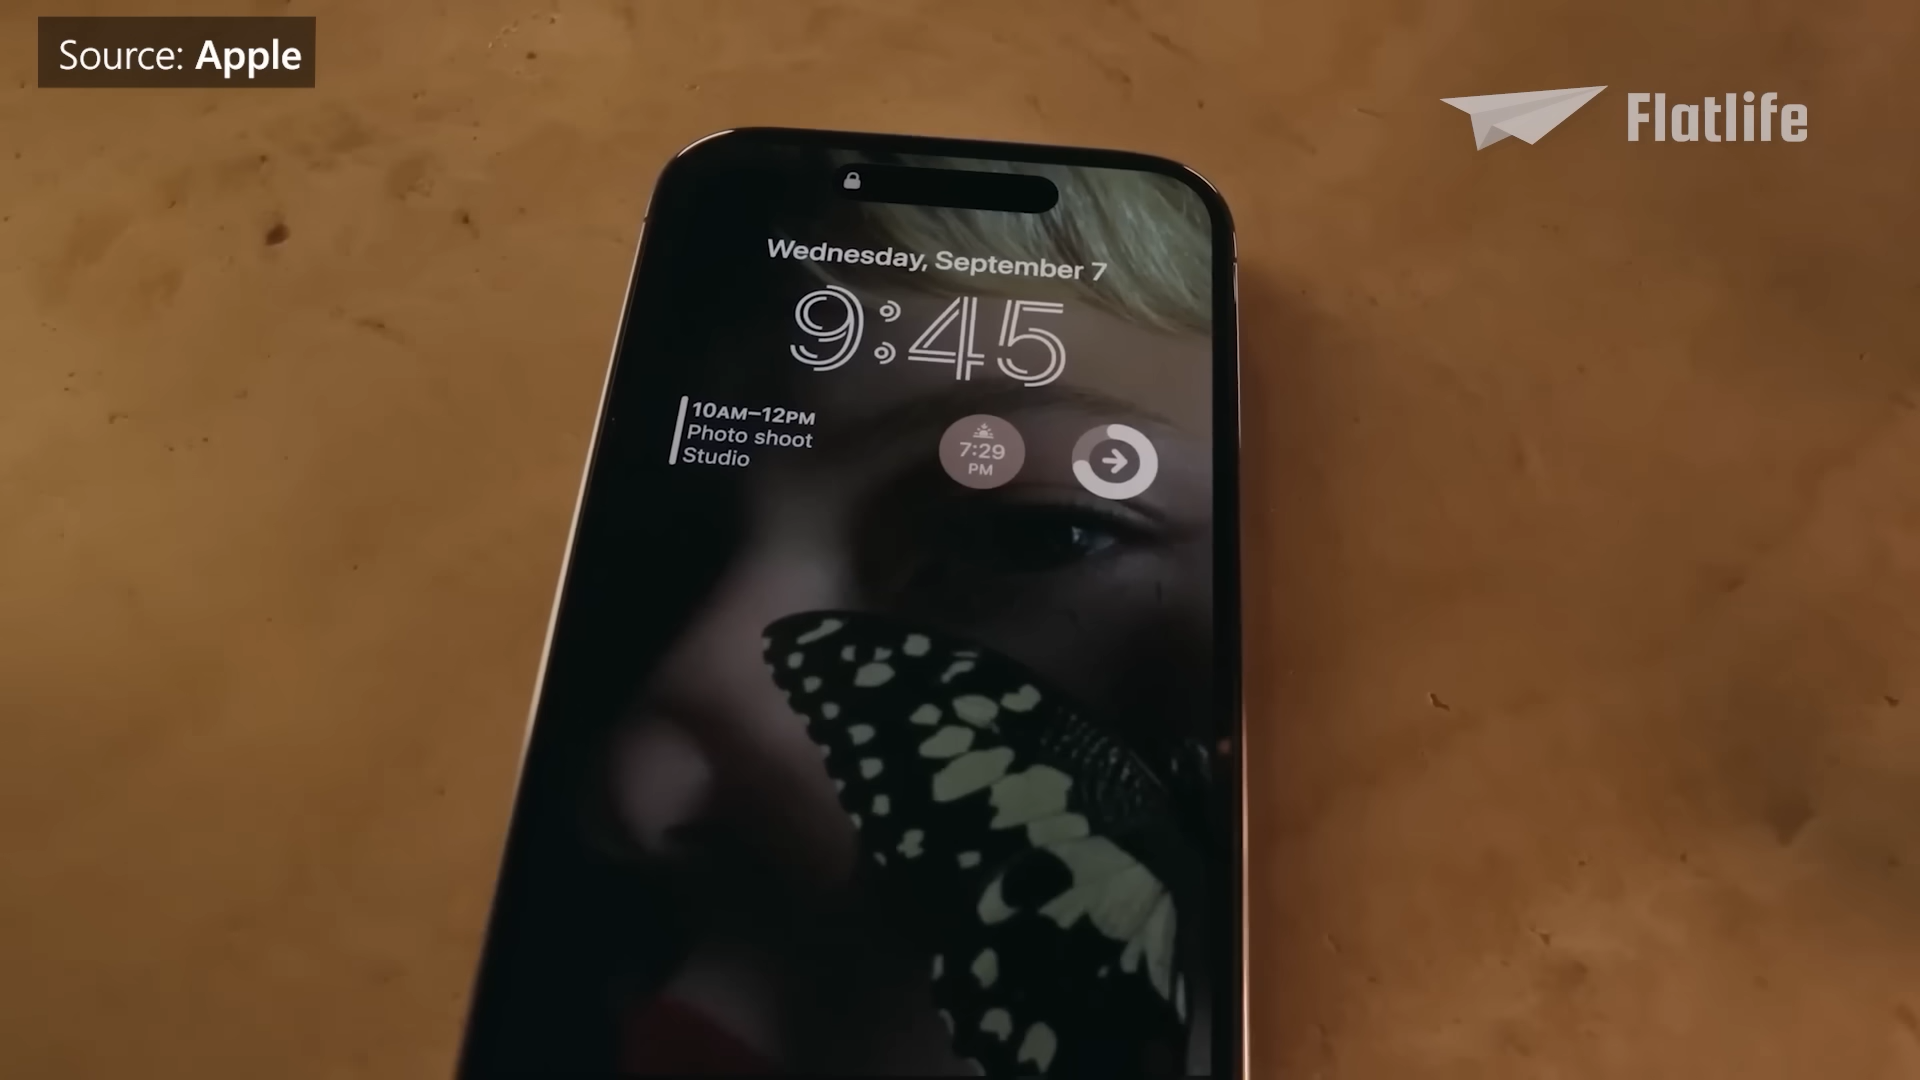 Source: Apple
Flatlife
Wednesday, September 7
9:45
10AM–12PM
Photo shoot
Studio
7:29
PM